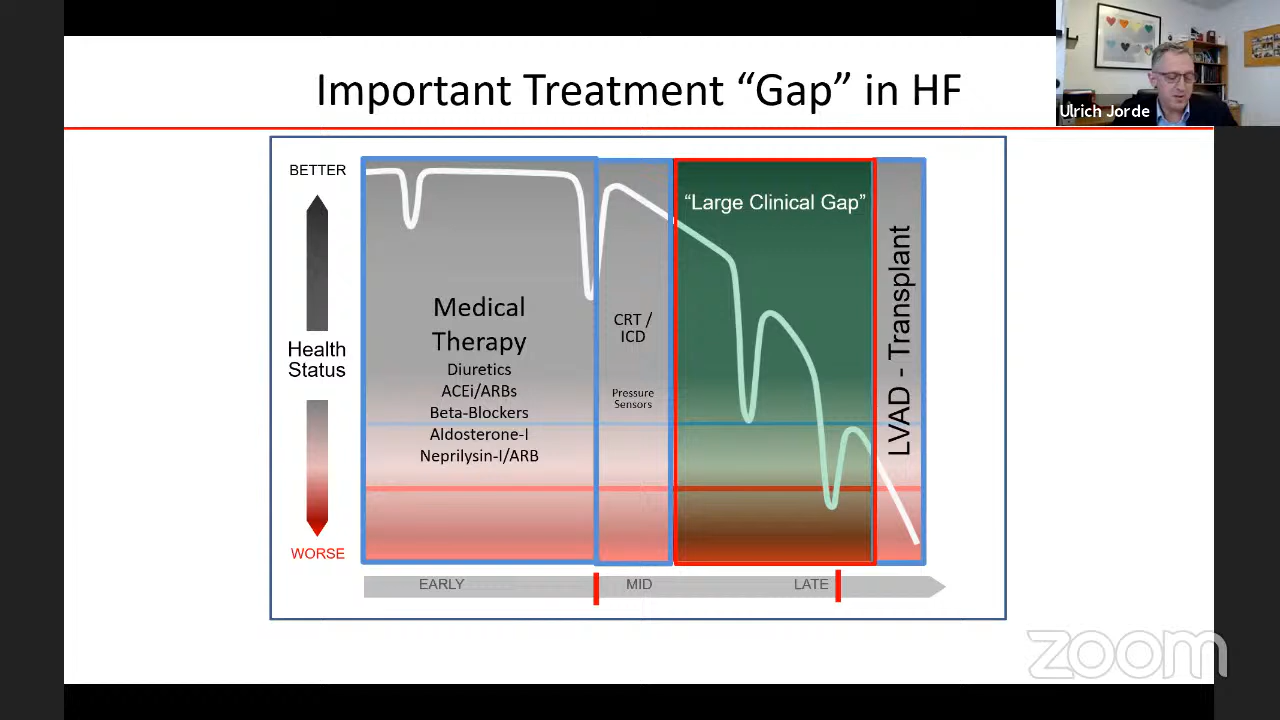 Important Treatment “Gap” in HF
Ulrich Jorde
BETTER
Health
Status
WORSE
Medical
Therapy
Diuretics
ACEi/ARBs
Beta-Blockers
Aldosterone-I
Neprilysin-I/ARB
CRT /
ICD
Pressure
Sensors
“Large Clinical Gap”
LVAD - Transplant
EARLY
MID
LATE
zoom